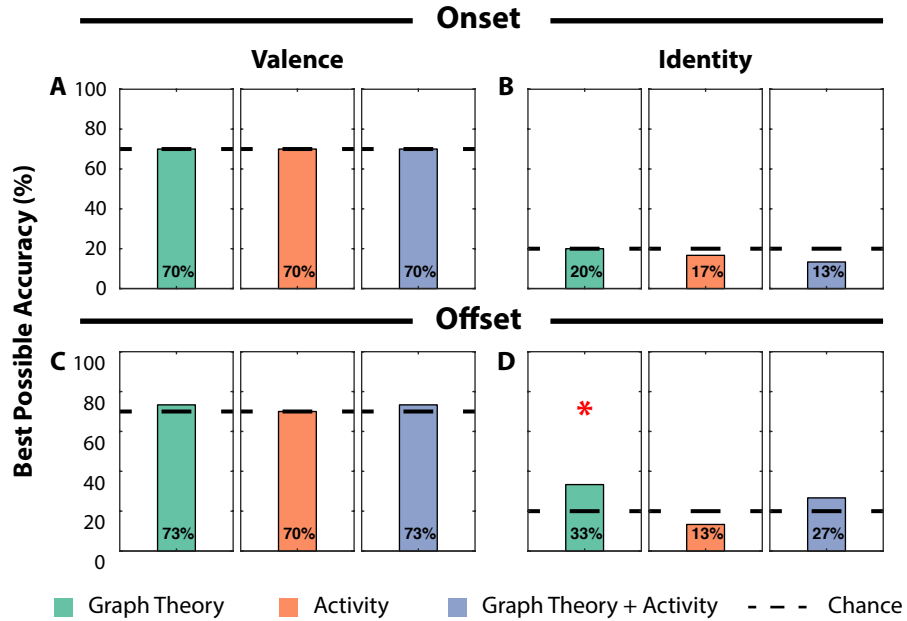 Onset
Valence
Identity
A
B
100
80
60
40
20
0
70%
70%
70%
20%
17%
13%
Offset
C
D
100
80
60
40
20
0
73%
70%
73%
*
33%
13%
27%
Best Possible Accuracy (%)
Graph Theory
Activity
Graph Theory + Activity
Chance